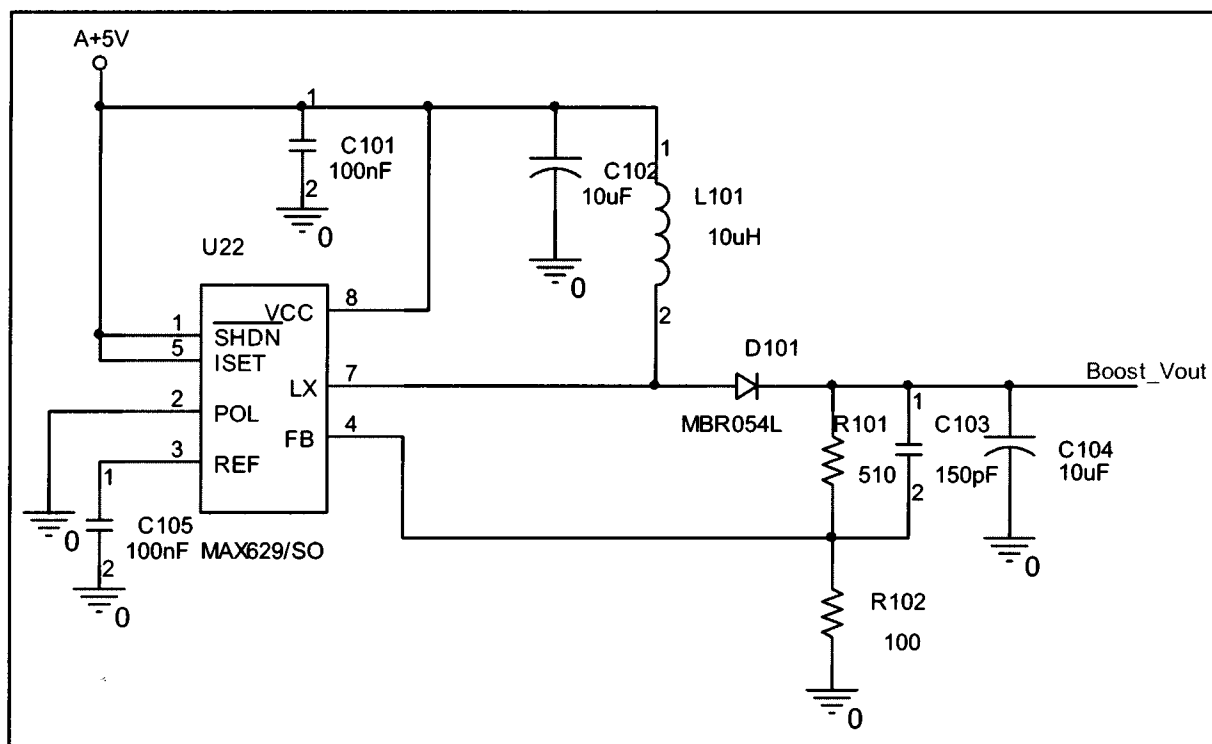 A+5V
1
C101
100nF
2
0
C102
10uF
0
1
L101
10uH
2
U22
VCC
8
1
SHDN
5
ISET
LX
7
2
POL
FB
4
3
REF
0
1
C105
100nF
2
0
MAX629/SO
D101
MBR054L
Boost_Vout
R101
510
1
C103
150pF
2
C104
10uF
0
R102
100
0